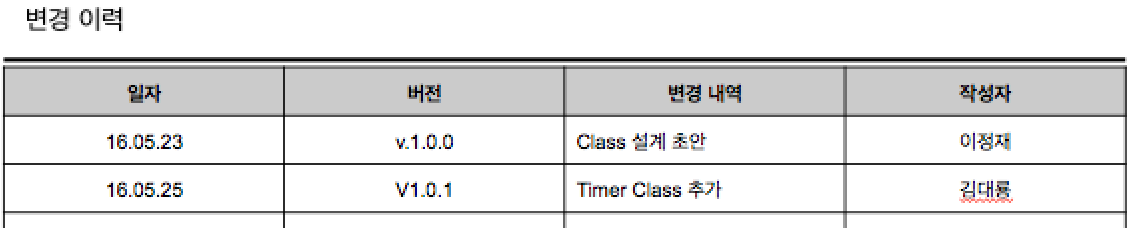 변경 이력
일자 버전 변경 내역 작성자
16.05.23 v.1.0.0 Class 설계 초안 이정재
16.05.25 V1.0.1 Timer Class 추가 김대룡